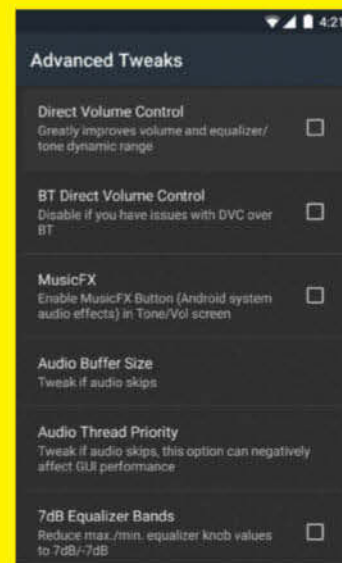 4:21
Advanced Tweaks
Direct Volume Control
Greatly improves volume and equalizer/
tone dynamic range
BT Direct Volume Control
Disable if you have issues with DVC over
BT
MusicFX
Enable MusicFX Button (Android system
audio effects) in Tone/Vol screen
Audio Buffer Size
Tweak if audio skips
Audio Thread Priority
Tweak if audio skips, this option can negatively
affect GUI performance
7dB Equalizer Bands
Reduce max./min. equalizer knob values
to 7dB/-7dB